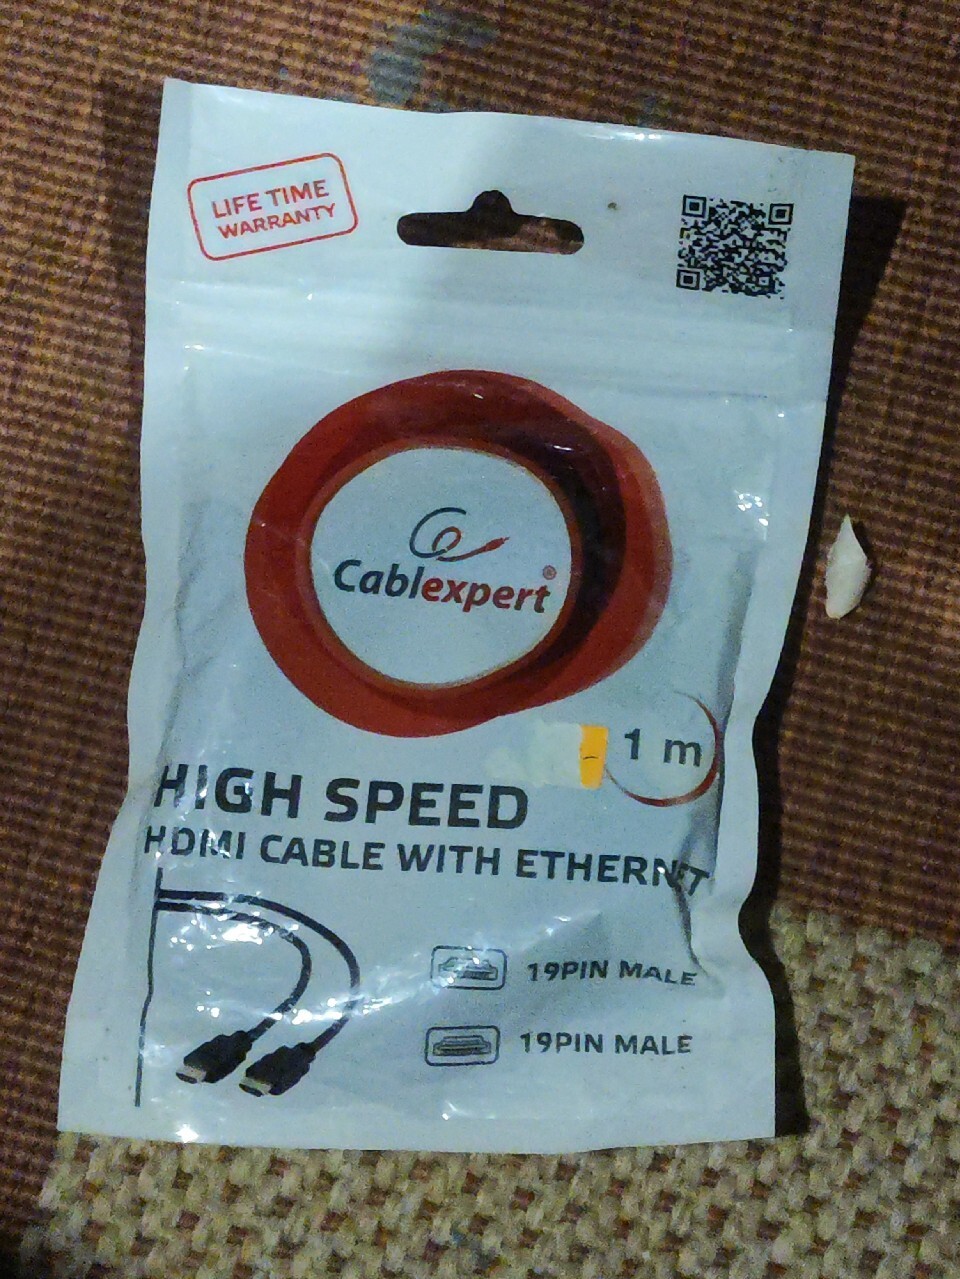 LIFE TIME
WARRANTY
Cablexpert®
1 m
HIGH SPEED
HDMI CABLE WITH ETHERNET
19PIN MALE
19PIN MALE